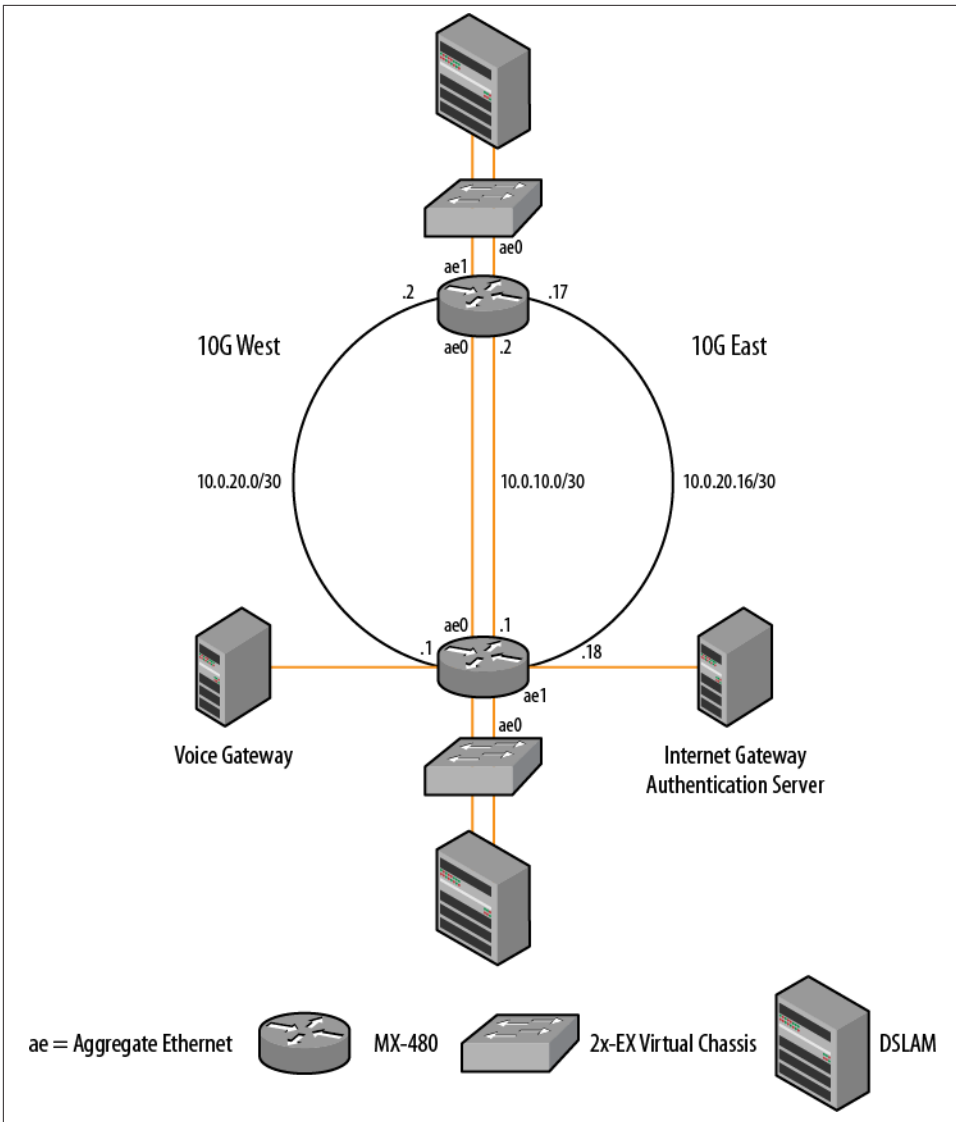 ae0
ae1
.2
.17
10G West
ae0
.2
10G East
10.0.20.0/30
10.0.10.0/30
10.0.20.16/30
ae0
.1
.1
.18
ae1
ae0
Voice Gateway
Internet Gateway
Authentication Server
ae = Aggregate Ethernet
MX-480
2x-EX Virtual Chassis
DSLAM